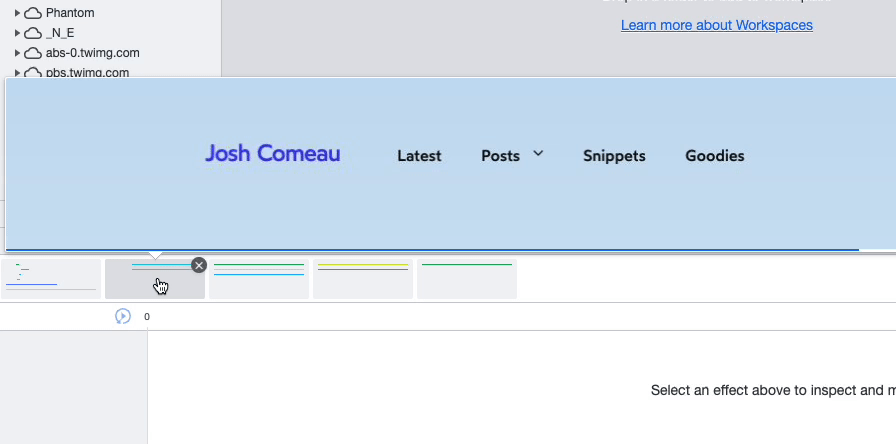 Phantom
_N_E
abs-0.twimg.com
pbs.twimg.com
Learn more about Workspaces
Josh Comeau
Latest
Posts
Snippets
Goodies
0
Select an effect above to inspect and m